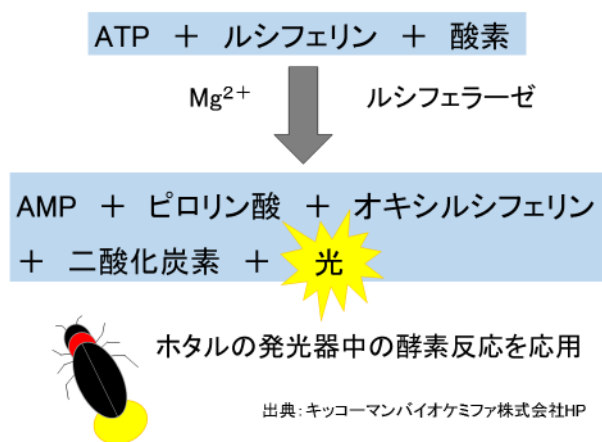 ATP + ルシフェリン + 酸素
Mg²⁺ ルシフェラーゼ
AMP + ピロリン酸 + オキシルシフェリン
+ 二酸化炭素 + 光
ホタルの発光器中の酵素反応を応用
出典：キッコーマンバイオケミファ株式会社HP